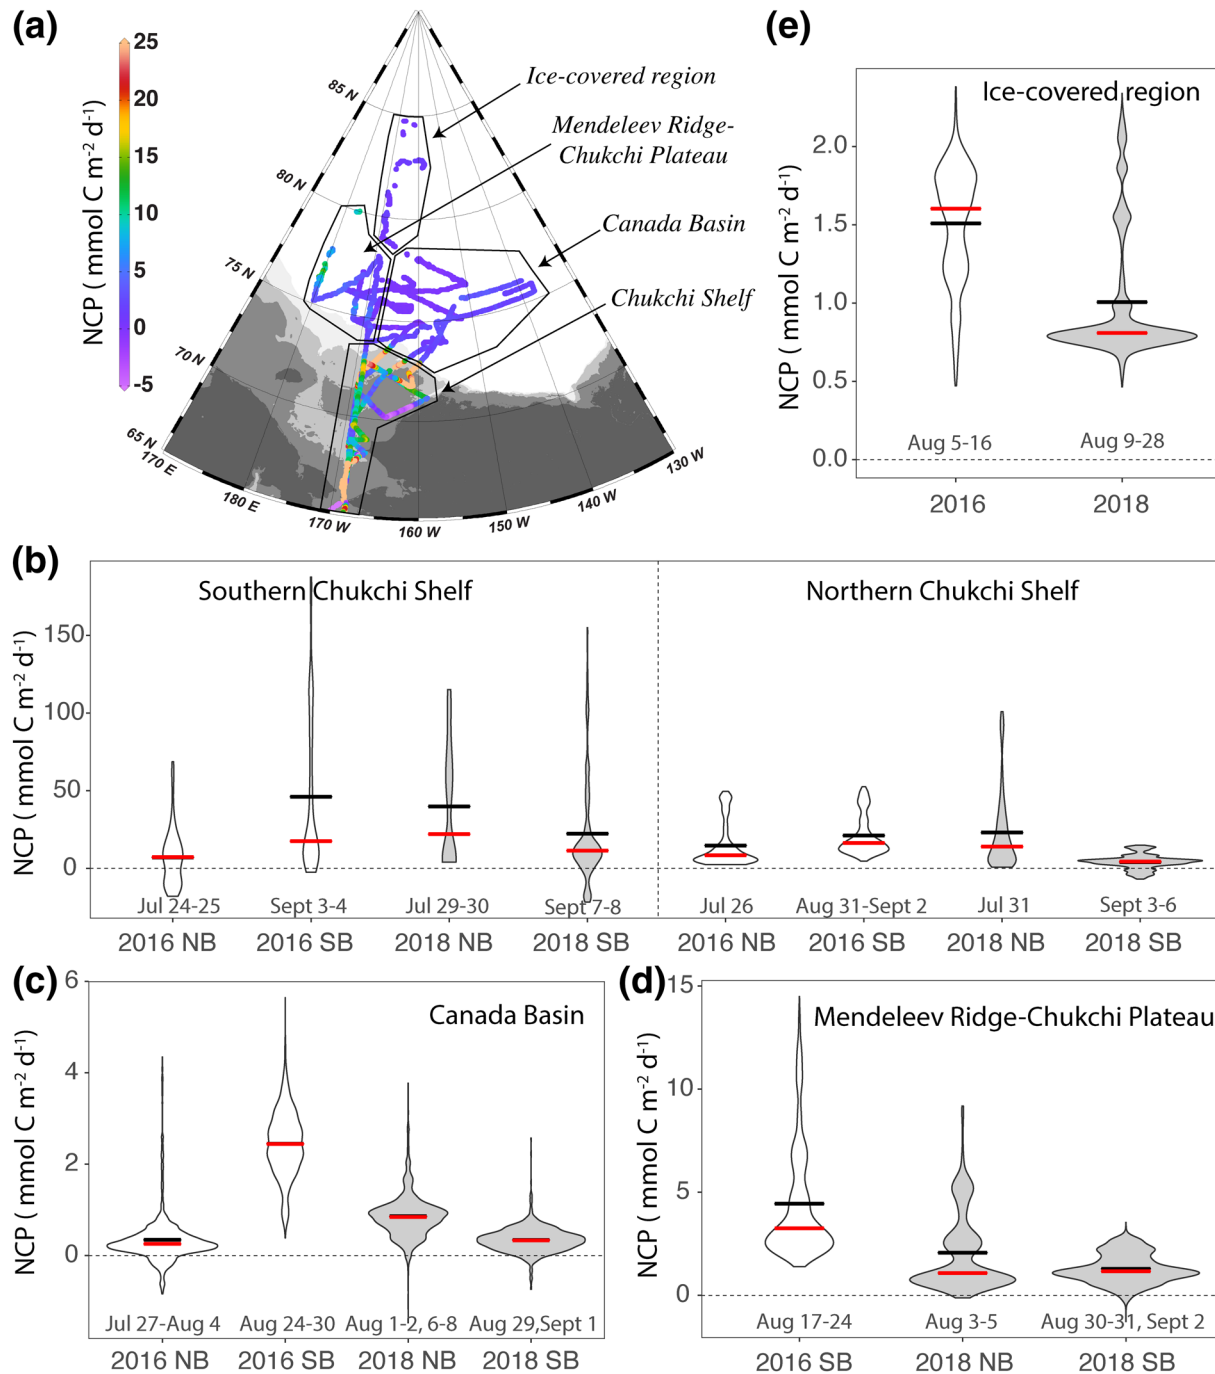 (a)
NCP ( mmol C m⁻² d⁻¹)
25
20
15
10
5
0
-5
85 N
80 N
75 N
70 N
65 N
170 E
180 E
170 W
160 W
150 W
140 W
130 W
Ice-covered region
Mendeleev Ridge-
Chukchi Plateau
Canada Basin
Chukchi Shelf
(e)
Ice-covered region
NCP ( mmol C m⁻² d⁻¹)
2.0
1.5
1.0
0.5
0.0
Aug 5-16
Aug 9-28
2016
2018
(b)
Southern Chukchi Shelf
Northern Chukchi Shelf
NCP ( mmol C m⁻² d⁻¹)
150
100
50
0
Jul 24-25
Sept 3-4
Jul 29-30
Sept 7-8
Jul 26
Aug 31-Sept 2
Jul 31
Sept 3-6
2016 NB
2016 SB
2018 NB
2018 SB
2016 NB
2016 SB
2018 NB
2018 SB
(c)
Canada Basin
NCP ( mmol C m⁻² d⁻¹)
6
4
2
0
Jul 27-Aug 4
Aug 24-30
Aug 1-2, 6-8
Aug 29,Sept 1
2016 NB
2016 SB
2018 NB
2018 SB
(d)
Mendeleev Ridge-Chukchi Plateau
NCP ( mmol C m⁻² d⁻¹)
15
10
5
0
Aug 17-24
Aug 3-5
Aug 30-31, Sept 2
2016 SB
2018 NB
2018 SB